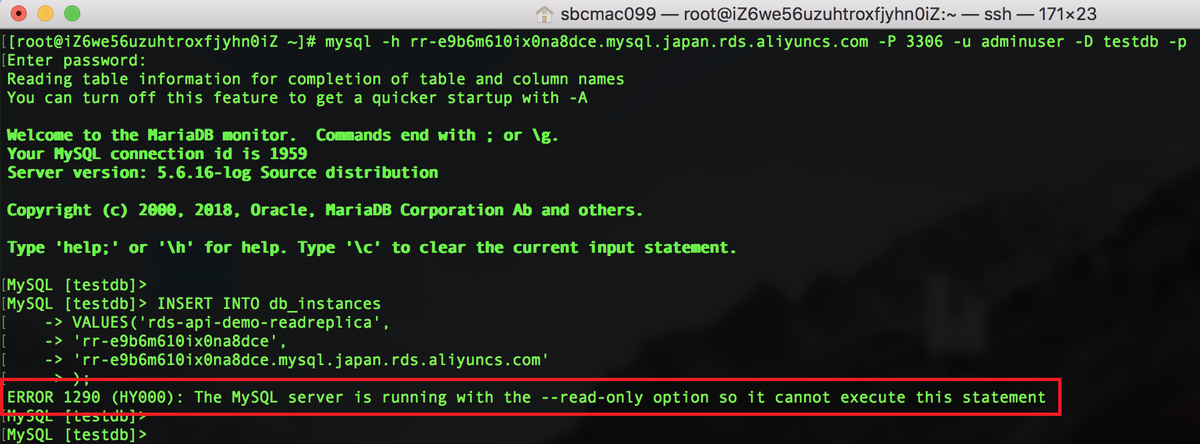 sbcmac099 — root@iZ6we56uzuhtroxfjyhn0iZ:~ — ssh — 171×23
[[root@iZ6we56uzuhtroxfjyhn0iZ ~]# mysql -h rr-e9b6m610ix0na8dce.mysql.japan.rds.aliyuncs.com -P 3306 -u adminuser -D testdb -p
[Enter password:
Reading table information for completion of table and column names
You can turn off this feature to get a quicker startup with -A
Welcome to the MariaDB monitor.  Commands end with ; or \g.
Your MySQL connection id is 1959
Server version: 5.6.16-log Source distribution
Copyright (c) 2000, 2018, Oracle, MariaDB Corporation Ab and others.
Type 'help;' or '\h' for help. Type '\c' to clear the current input statement.
[MySQL [testdb]>
[MySQL [testdb]> INSERT INTO db_instances
[    -> VALUES('rds-api-demo-readreplica',
[    -> 'rr-e9b6m610ix0na8dce',
[    -> 'rr-e9b6m610ix0na8dce.mysql.japan.rds.aliyuncs.com'
[    -> );
ERROR 1290 (HY000): The MySQL server is running with the --read-only option so it cannot execute this statement
[MySQL [testdb]>
[MySQL [testdb]>